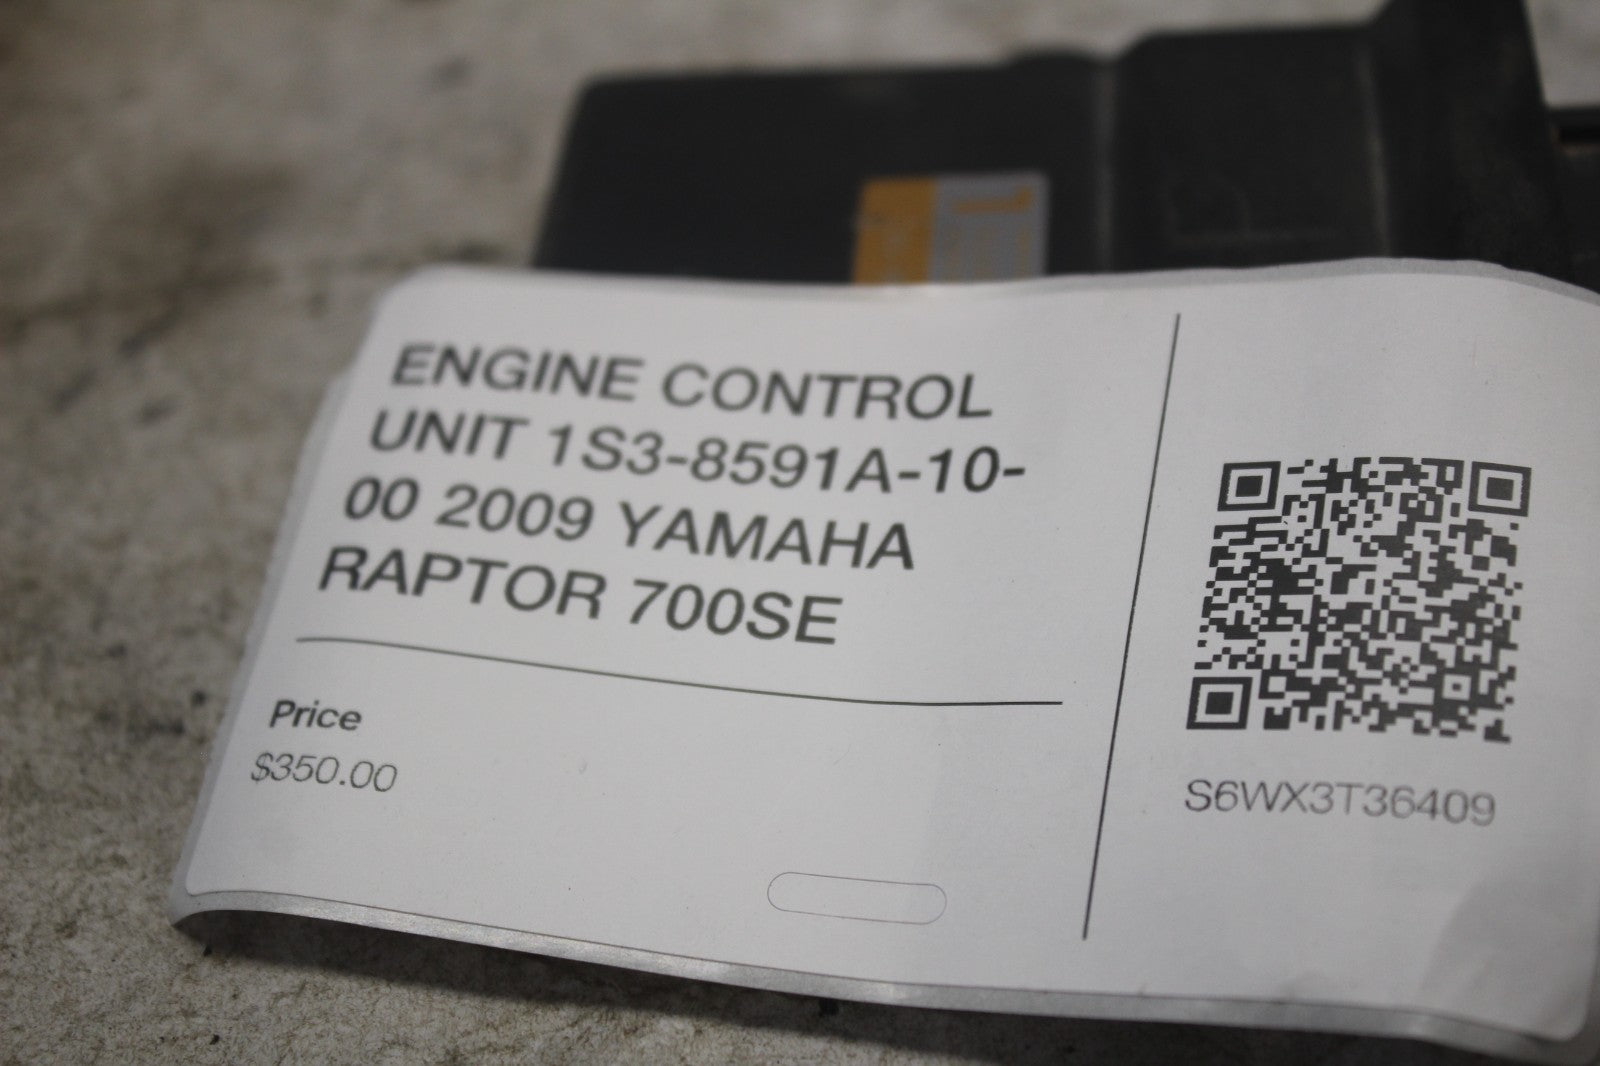 ENGINE CONTROL
UNIT 1S3-8591A-10-
00 2009 YAMAHA
RAPTOR 700SE
Price
$350.00
S6WX3T36409